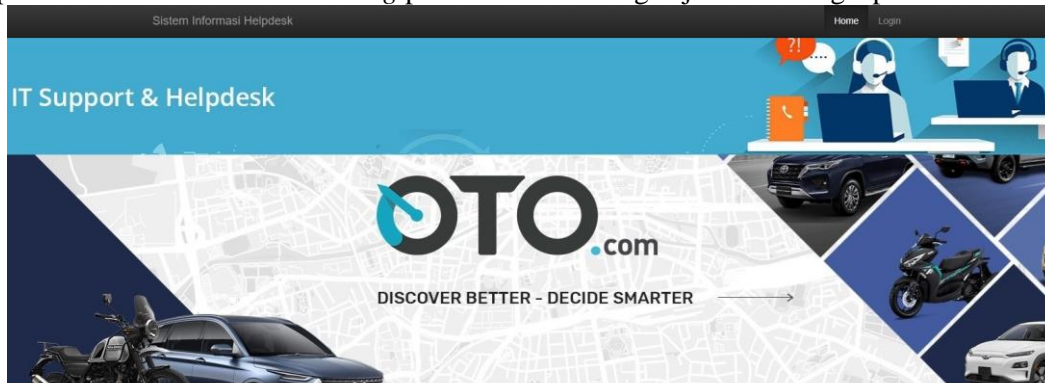 Sistem Informasi Helpdesk Home Login
?! ....
IT Support & Helpdesk
OTO.com
DISCOVER BETTER - DECIDE SMARTER